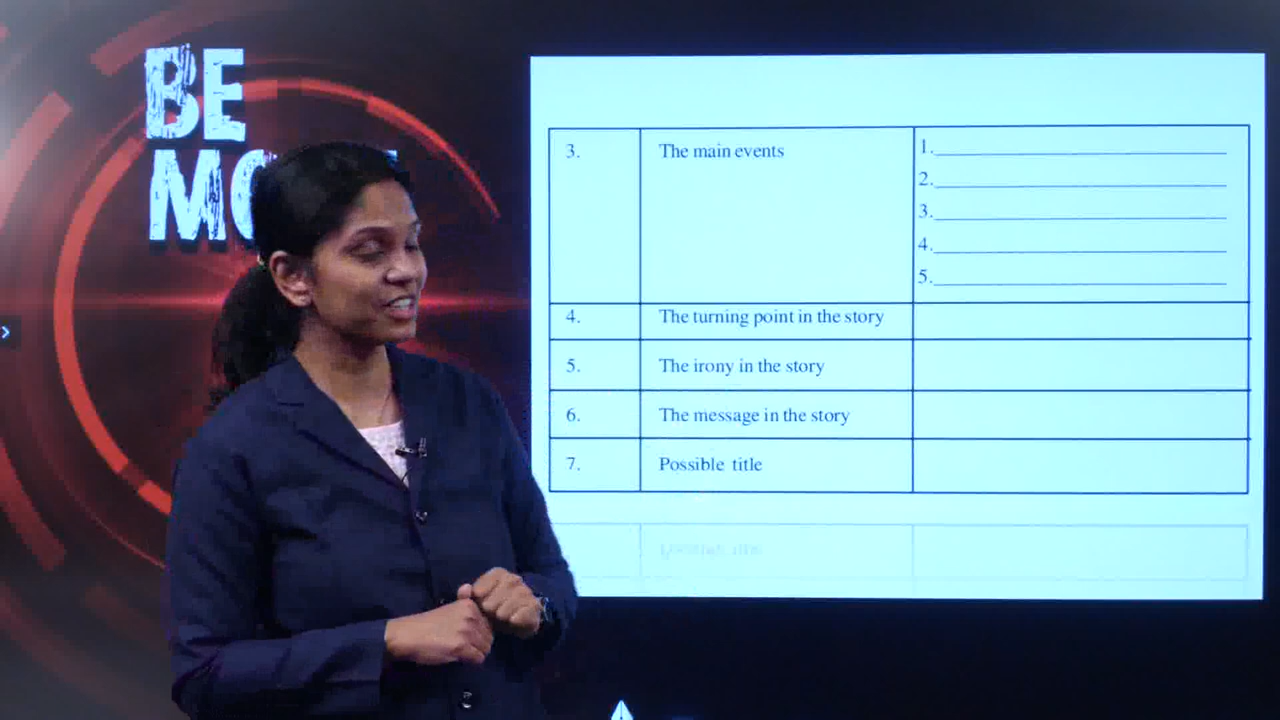 BE
3. The main events 1.
2.
3.
4.
5.
4. The turning point in the story
5. The irony in the story
6. The message in the story
7. Possible title